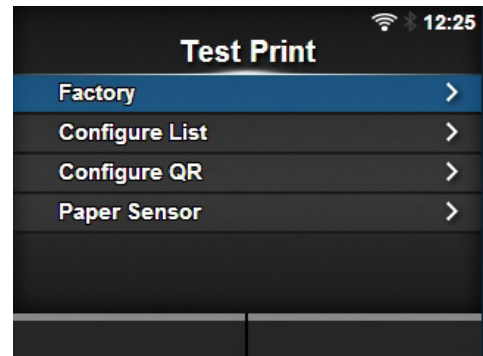 12:25
Test Print
Factory
Configure List
Configure QR
Paper Sensor